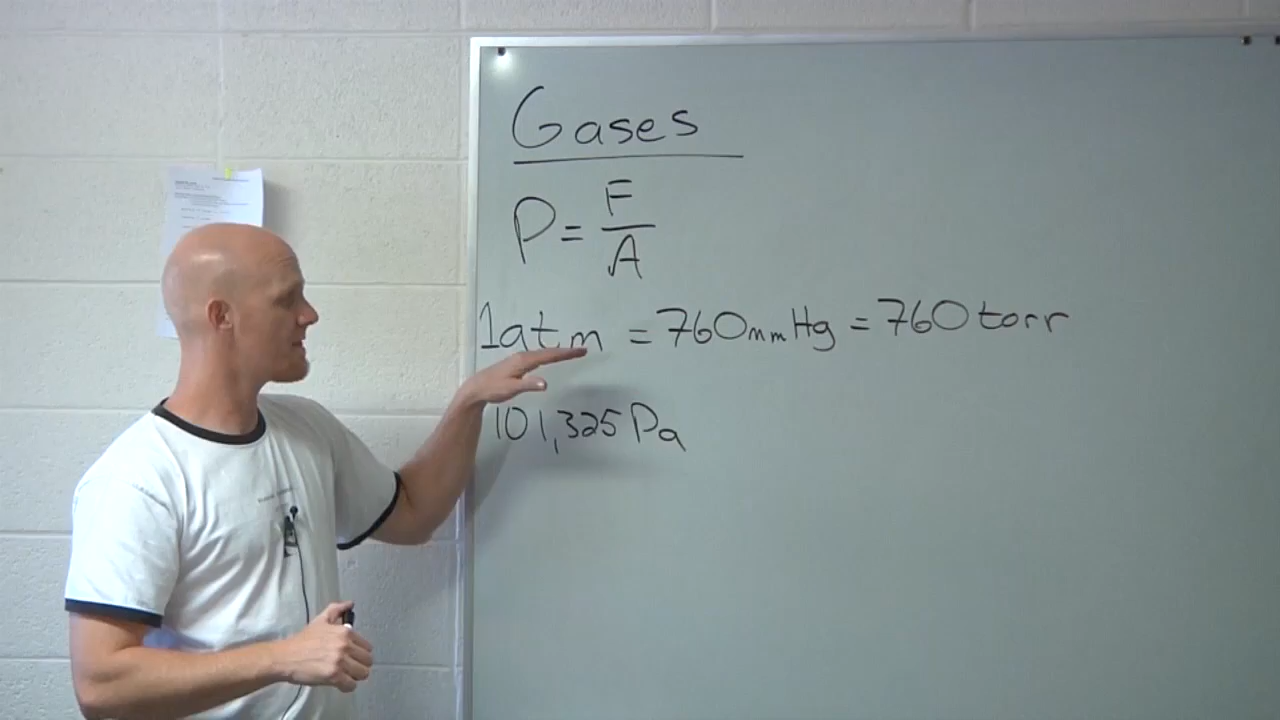 Gases
P = F/A
1atm = 760mmHg = 760 torr
101,325 Pa